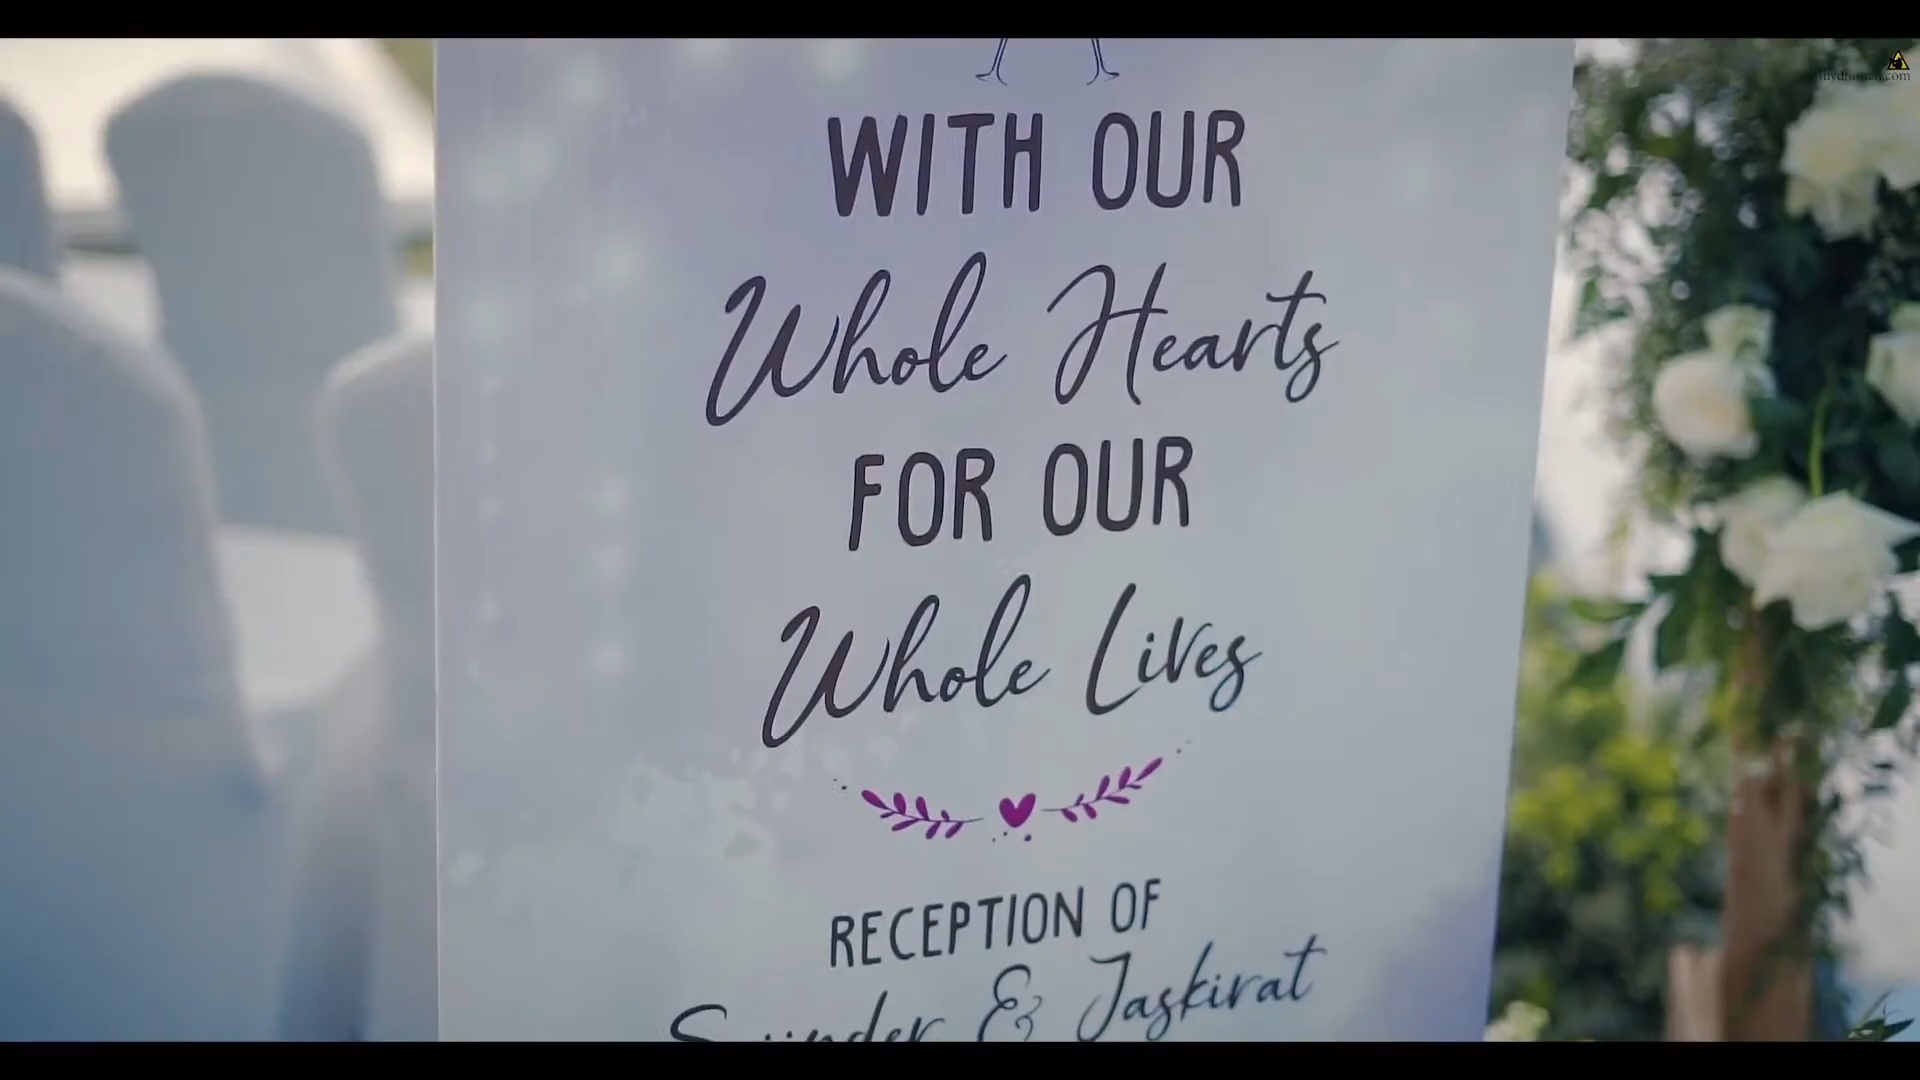 WITH OUR
Whole Hearts
FOR OUR
Whole Lives
RECEPTION OF
& Jaskirat